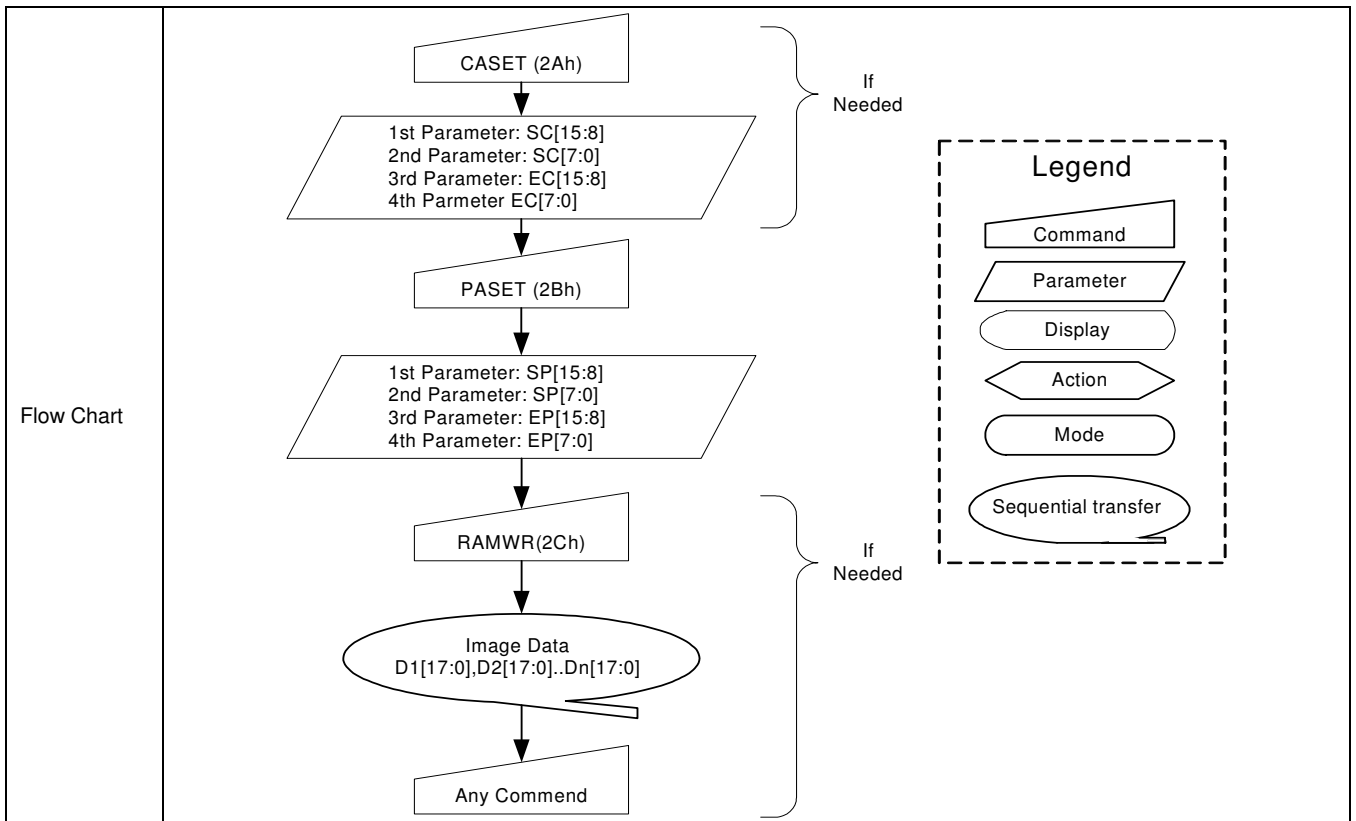 Flow Chart
CASET (2Ah)
If
Needed
1st Parameter: SC[15:8]
2nd Parameter: SC[7:0]
3rd Parameter: EC[15:8]
4th Parmeter EC[7:0]
PASET (2Bh)
1st Parameter: SP[15:8]
2nd Parameter: SP[7:0]
3rd Parameter: EP[15:8]
4th Parameter: EP[7:0]
RAMWR(2Ch)
If
Needed
Image Data
D1[17:0],D2[17:0]..Dn[17:0]
Any Commend
Legend
Command
Parameter
Display
Action
Mode
Sequential transfer